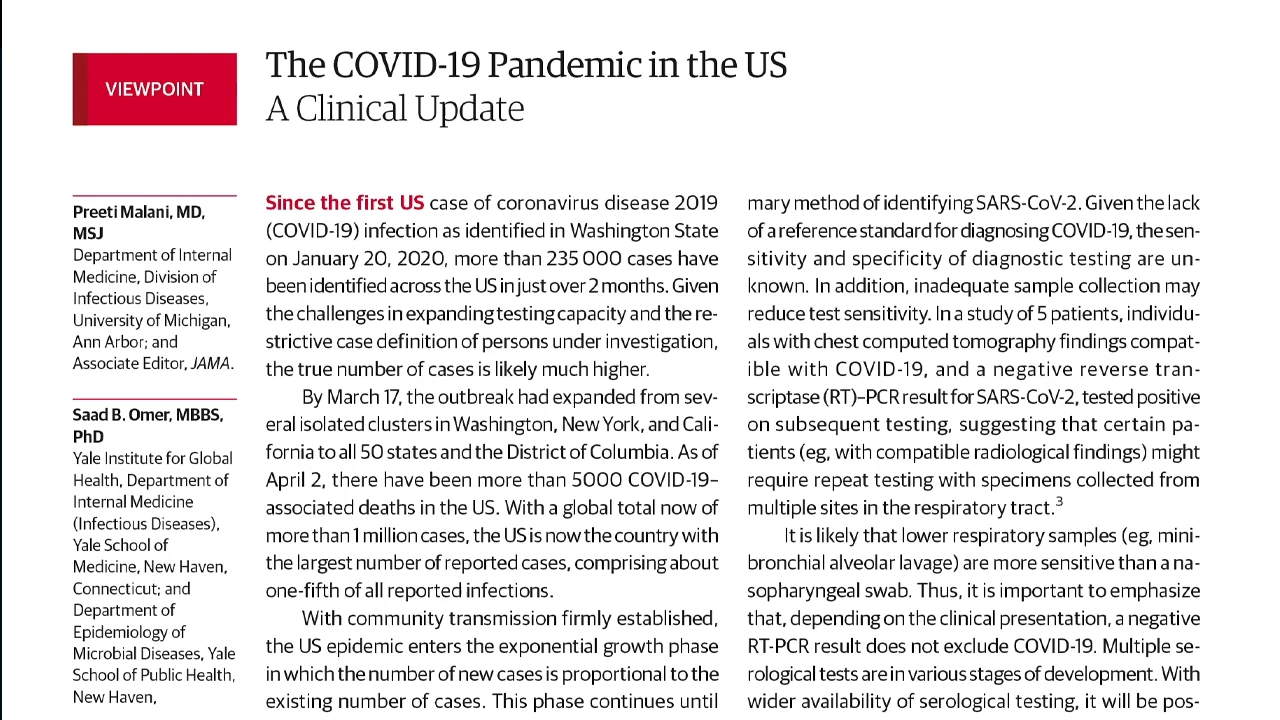 VIEWPOINT
The COVID-19 Pandemic in the US
A Clinical Update
Preeti Malani, MD,
MSJ
Department of Internal
Medicine, Division of
Infectious Diseases,
University of Michigan,
Ann Arbor; and
Associate Editor, JAMA.
Saad B. Omer, MBBS,
PhD
Yale Institute for Global
Health, Department of
Internal Medicine
(Infectious Diseases),
Yale School of
Medicine, New Haven,
Connecticut; and
Department of
Epidemiology of
Microbial Diseases, Yale
School of Public Health,
New Haven,
Since the first US case of coronavirus disease 2019
(COVID-19) infection as identified in Washington State
on January 20, 2020, more than 235 000 cases have
been identified across the US in just over 2 months. Given
the challenges in expanding testing capacity and the re-
strictive case definition of persons under investigation,
the true number of cases is likely much higher.
By March 17, the outbreak had expanded from sev-
eral isolated clusters in Washington, New York, and Cali-
fornia to all 50 states and the District of Columbia. As of
April 2, there have been more than 5000 COVID-19–
associated deaths in the US. With a global total now of
more than 1 million cases, the US is now the country with
the largest number of reported cases, comprising about
one-fifth of all reported infections.
With community transmission firmly established,
the US epidemic enters the exponential growth phase
in which the number of new cases is proportional to the
existing number of cases. This phase continues until
mary method of identifying SARS-CoV-2. Given the lack
of a reference standard for diagnosing COVID-19, the sen-
sitivity and specificity of diagnostic testing are un-
known. In addition, inadequate sample collection may
reduce test sensitivity. In a study of 5 patients, individu-
als with chest computed tomography findings compat-
ible with COVID-19, and a negative reverse tran-
scriptase (RT)–PCR result for SARS-CoV-2, tested positive
on subsequent testing, suggesting that certain pa-
tients (eg, with compatible radiological findings) might
require repeat testing with specimens collected from
multiple sites in the respiratory tract.³
It is likely that lower respiratory samples (eg, mini-
bronchial alveolar lavage) are more sensitive than a na-
sopharyngeal swab. Thus, it is important to emphasize
that, depending on the clinical presentation, a negative
RT-PCR result does not exclude COVID-19. Multiple se-
rological tests are in various stages of development. With
wider availability of serological testing, it will be pos-